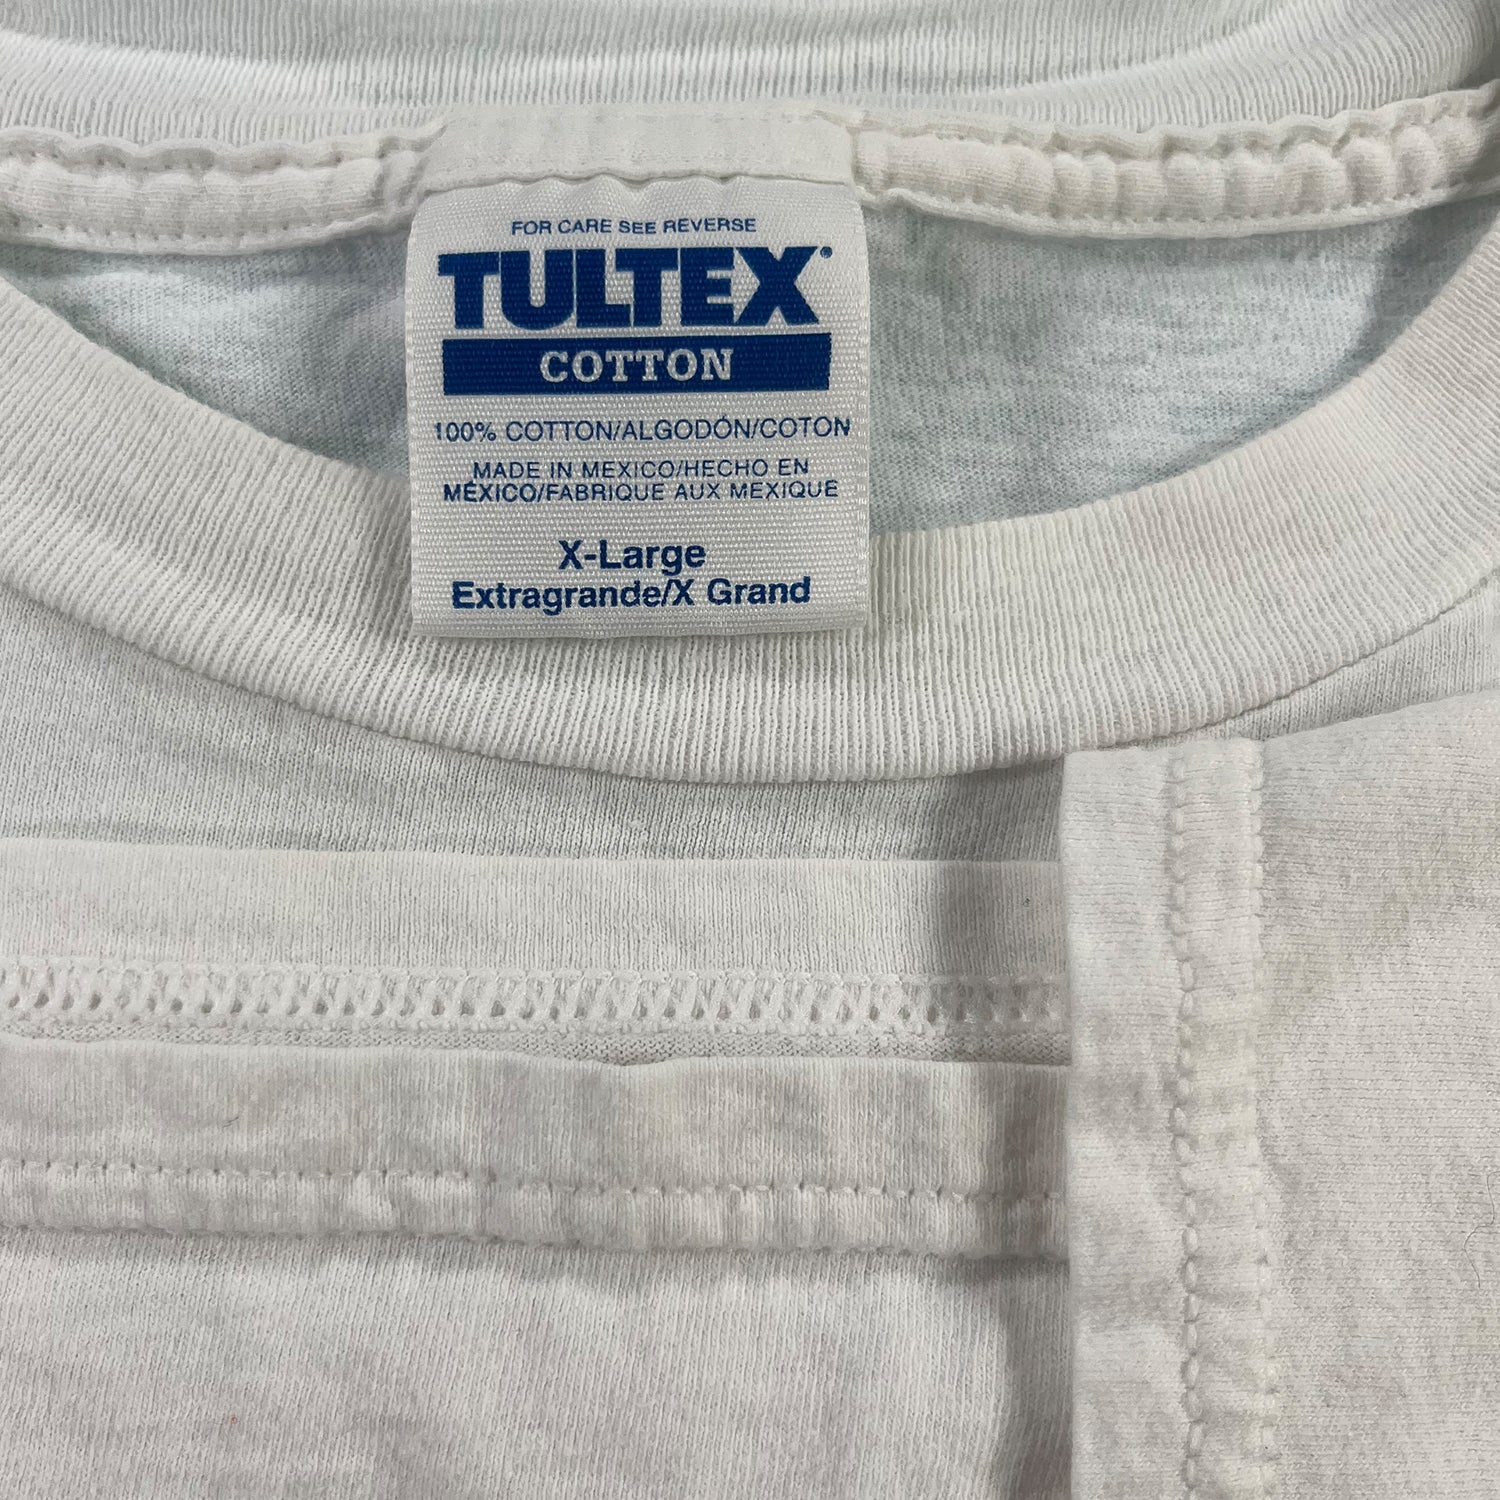 FOR CARE SEE REVERSE
TULTEX®
COTTON
100% COTTON/ALGODÓN/COTON
MADE IN MEXICO/HECHO EN
MÉXICO/FABRIQUE AUX MEXIQUE
X-Large
Extragrande/X Grand